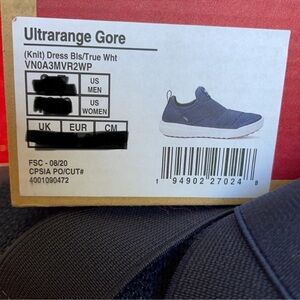 Ultrarange Gore
(Knit) Dress Bls/True Wht
VN0A3MVR2WP
US
MEN
US
WOMEN
UK EUR CM
FSC - 08/20
CPSIA PO/CUT#
4001090472
1 94902 27024 8